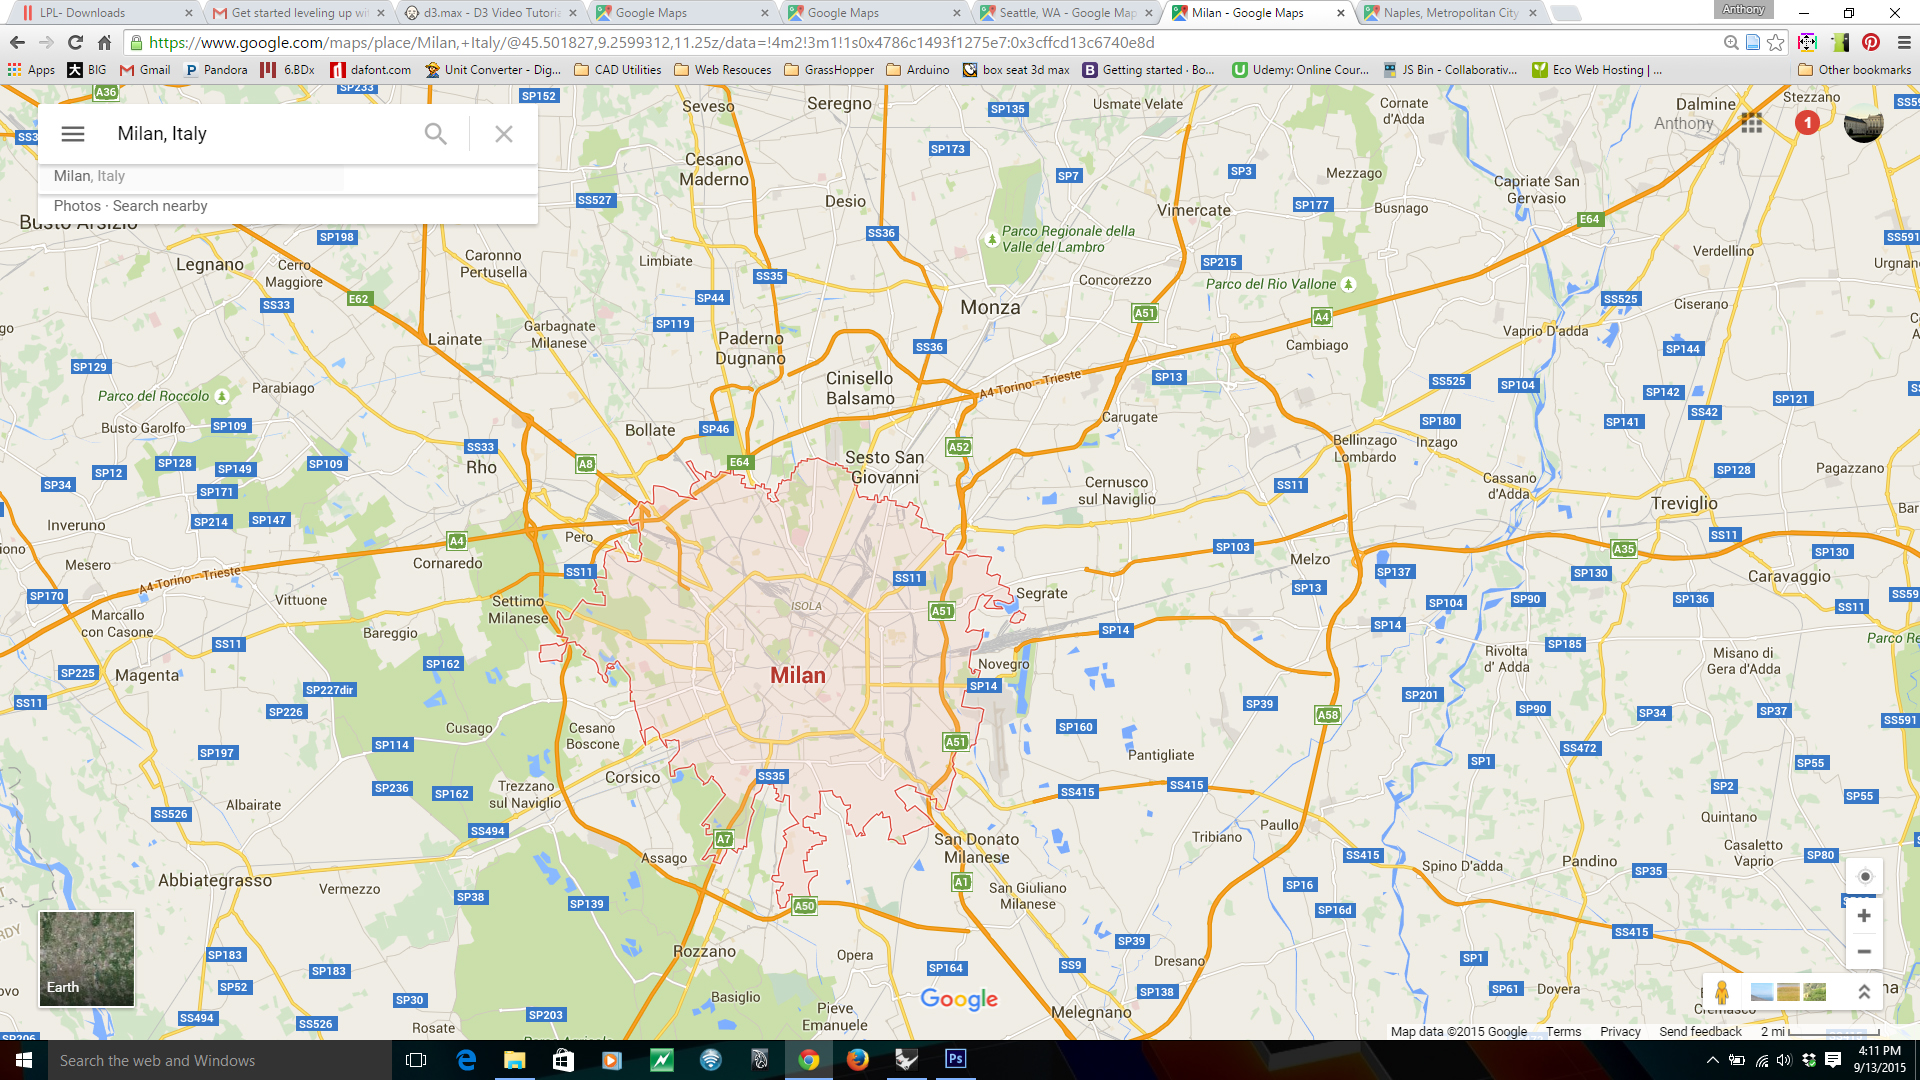 LPL- Downloads
Get started leveling up wit
d3.max - D3 Video Tutoria
Google Maps
Google Maps
Seattle, WA - Google Map
Milan - Google Maps
Naples, Metropolitan City
Anthony
https://www.google.com/maps/place/Milan,+Italy/@45.501827,9.2599312,11.25z/data=!4m2!3m1!1s0x4786c1493f1275e7:0x3cffcd13c6740e8d
Apps
BIG
Gmail
Pandora
6.BDx
dafont.com
Unit Converter - Dig...
CAD Utilities
Web Resouces
GrassHopper
Arduino
box seat 3d max
Getting started · Bo...
Udemy: Online Cour...
JS Bin - Collaborativ...
Eco Web Hosting | ...
Other bookmarks
A36
SP233
SP152
Seveso
Seregno
SP135
Usmate Velate
Cornate d'Adda
Dalmine
Stezzano
Milan, Italy
Anthony
1
Milan, Italy
Photos · Search nearby
SP173
Cesano Maderno
SP7
SP3
Mezzago
Capriate San Gervasio
SS527
Desio
Vimercate
SP177
Busnago
E64
Busto Arsizio
SP198
SS36
Parco Regionale della Valle del Lambro
SS591
Verdellino
Legnano
Cerro Maggiore
Caronno Pertusella
Limbiate
SS35
SP215
Concorezzo
Parco del Rio Vallone
Urgnan
E62
SS33
SP44
Monza
A51
A4
SS525
Ciserano
Garbagnate Milanese
SP119
Lainate
Paderno Dugnano
SS36
Cambiago
Vaprio D'adda
SP144
SP129
Parabiago
Cinisello Balsamo
A4 Torino - Trieste
SP13
SS525
SP104
SP142
SP121
Parco del Roccolo
SS42
Busto Garolfo
SP109
Bollate
SP46
Carugate
SP180
SP141
SS33
A52
Bellinzago Lombardo
Inzago
SP12
SP128
SP149
SP109
Rho
A8
E64
Sesto San Giovanni
Cernusco sul Naviglio
SS11
Cassano d'Adda
SP128
Pagazzano
SP34
SP171
Treviglio
Inveruno
SP214
SP147
Pero
A4
SP103
Melzo
A35
SS11
SP130
Mesero
A4 Torino - Trieste
Cornaredo
SS11
SS11
SP137
SP130
Caravaggio
SP170
Vittuone
Settimo Milanese
ISOLA
A51
Segrate
SP13
SP104
SP90
SP136
SS11
Marcallo con Casone
Bareggio
SP14
SP14
SP185
SS11
SP162
Novegro
Rivolta d' Adda
Misano di Gera d'Adda
SP225
Magenta
Milan
SP14
SP227dir
SP201
SS11
SP226
Cusago
Cesano Boscone
A51
SP160
SP39
A58
SP90
SP34
SP37
SS591
SP197
SP114
Pantigliate
SS472
SP1
SP55
Corsico
SS35
SS415
SS415
SP2
SP55
SP236
SP162
Trezzano sul Naviglio
Albairate
SS526
SS494
A7
San Donato Milanese
Tribiano
Paullo
Quintano
Casaletto Vaprio
SP80
Assago
SS415
Spino D'adda
Pandino
SP35
Abbiategrasso
Vermezzo
SP38
SP139
A50
A1
San Giuliano Milanese
SP16
SP16d
SS415
Rozzano
Opera
SP39
Dresano
SP183
SP183
SP164
SS9
SP1
Earth
SP52
SP30
Basiglio
Google
SP138
SP61
Dovera
SS494
SS526
Rosate
SP203
Pieve Emanuele
Melegnano
Map data ©2015 Google
Terms
Privacy
Send feedback
2 mi
Search the web and Windows
Ps
4:11 PM
9/13/2015